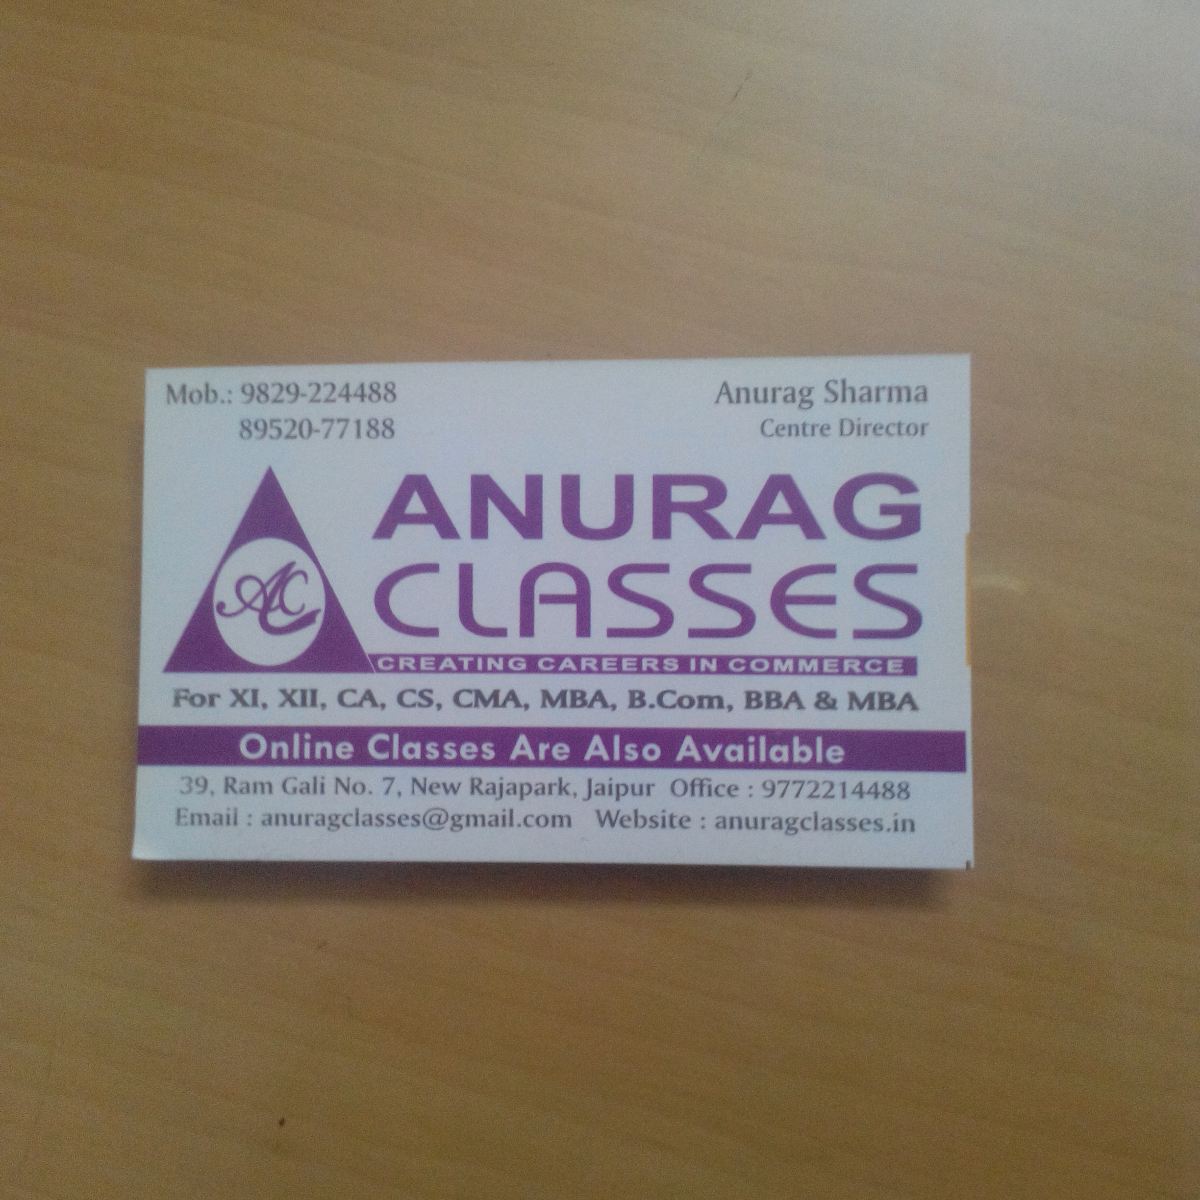 Mob.: 9829-224488
89520-77188
Anurag Sharma
Centre Director
AC
ANURAG
CLASSES
CREATING CAREERS IN COMMERCE
For XI, XII, CA, CS, CMA, MBA, B.Com, BBA & MBA
Online Classes Are Also Available
39, Ram Gali No. 7, New Rajapark, Jaipur Office : 9772214488
Email : anuragclasses@gmail.com Website : anuragclasses.in